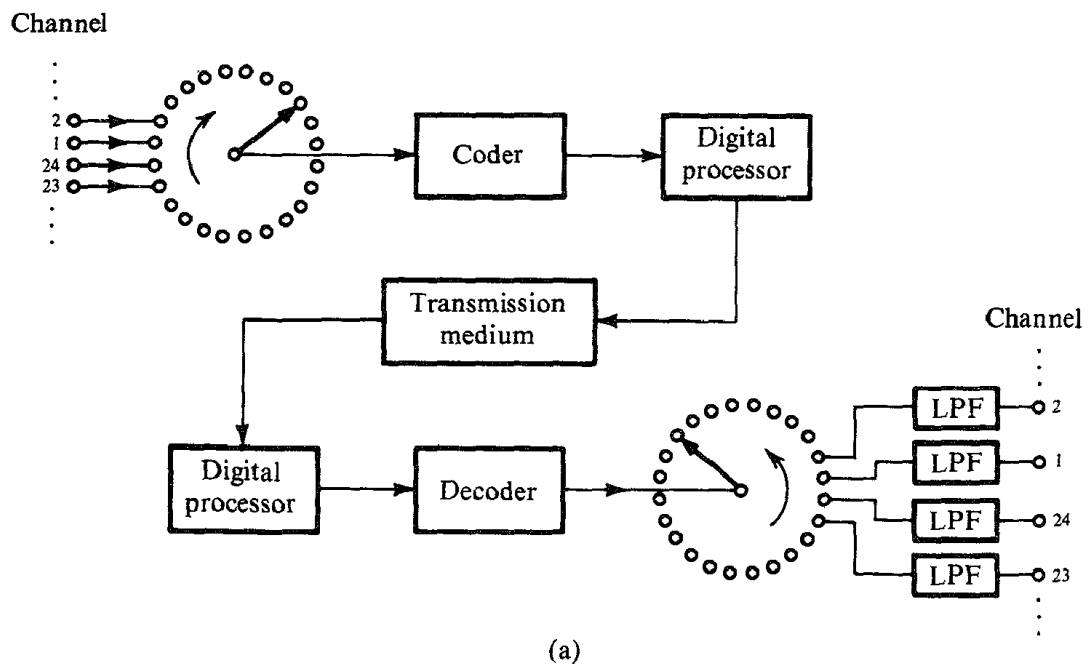 Channel
2
1
24
23
Coder
Digital
processor
Transmission
medium
Channel
Digital
processor
Decoder
LPF
2
LPF
1
LPF
24
LPF
23
(a)